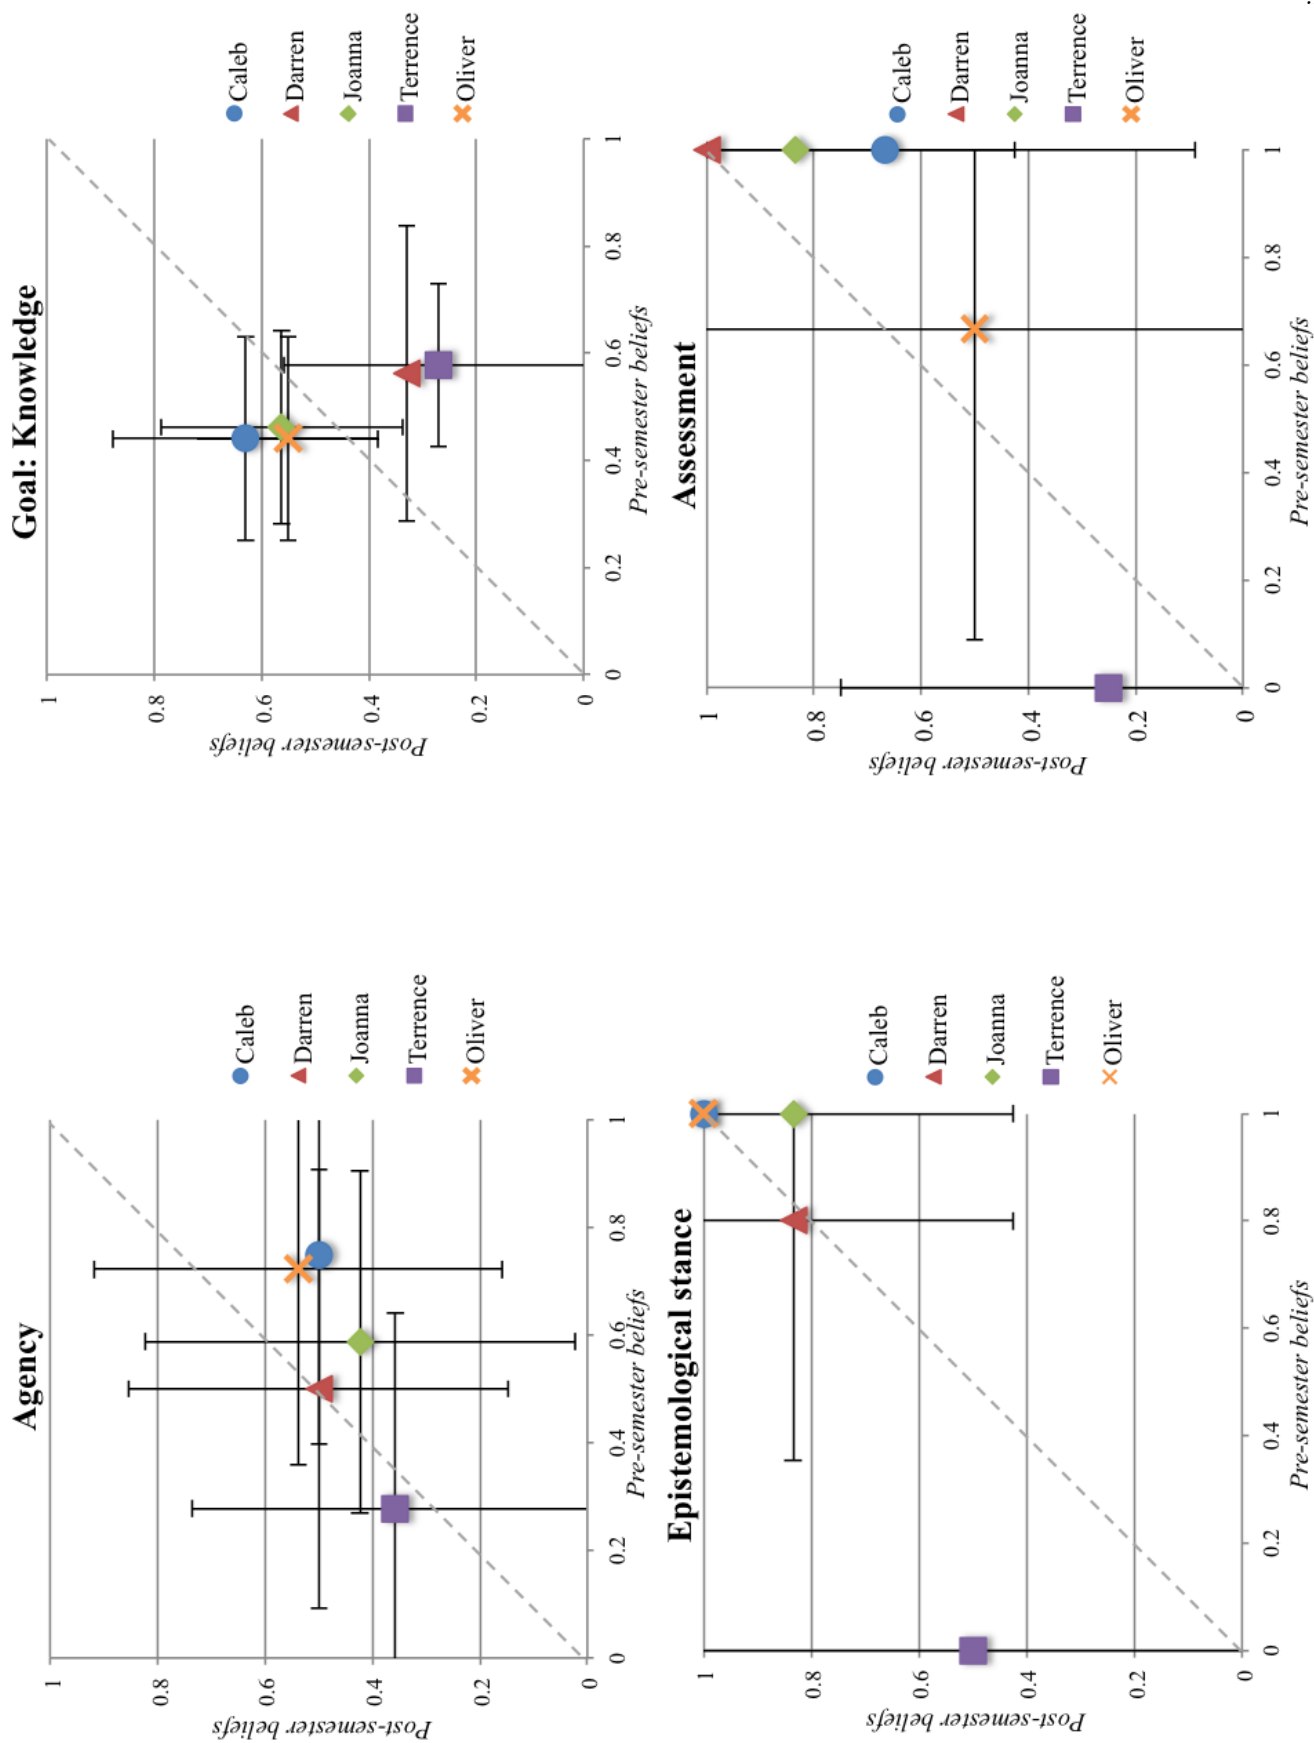 Agency
1
0.8
0.6
0.4
0.2
0
Post-semester beliefs
0
0.2
0.4
0.6
0.8
1
Pre-semester beliefs
Caleb
Darren
Joanna
Terrence
Oliver
Goal: Knowledge
1
0.8
0.6
0.4
0.2
0
Post-semester beliefs
0
0.2
0.4
0.6
0.8
1
Pre-semester beliefs
Caleb
Darren
Joanna
Terrence
Oliver
Epistemological stance
1
0.8
0.6
0.4
0.2
0
Post-semester beliefs
0
0.2
0.4
0.6
0.8
1
Pre-semester beliefs
Caleb
Darren
Joanna
Terrence
Oliver
Assessment
1
0.8
0.6
0.4
0.2
0
Post-semester beliefs
0
0.2
0.4
0.6
0.8
1
Pre-semester beliefs
Caleb
Darren
Joanna
Terrence
Oliver